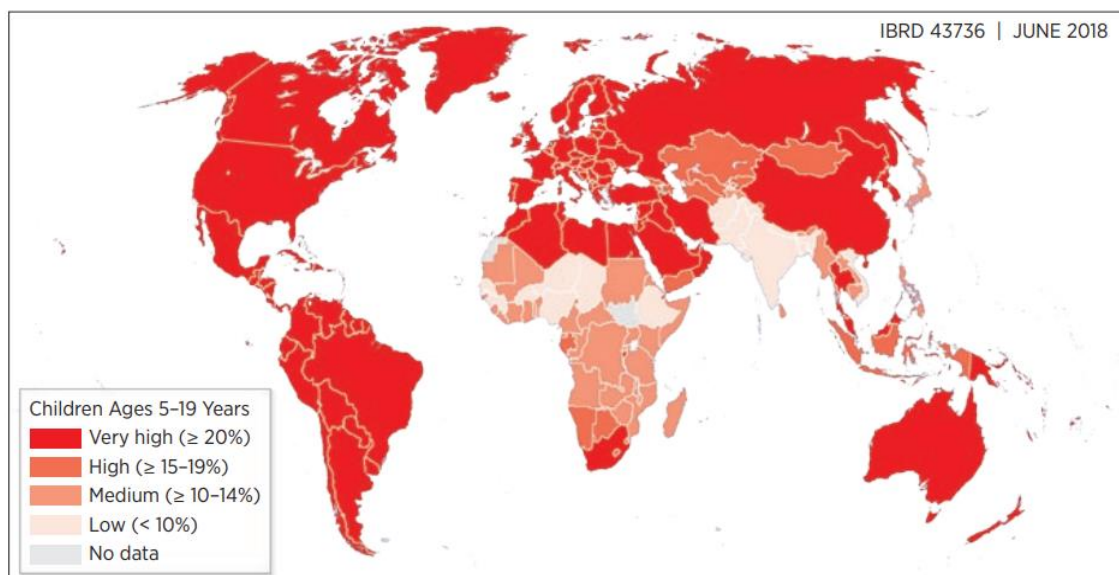 IBRD 43736 | JUNE 2018
Children Ages 5–19 Years
Very high (≥ 20%)
High (≥ 15–19%)
Medium (≥ 10–14%)
Low (< 10%)
No data